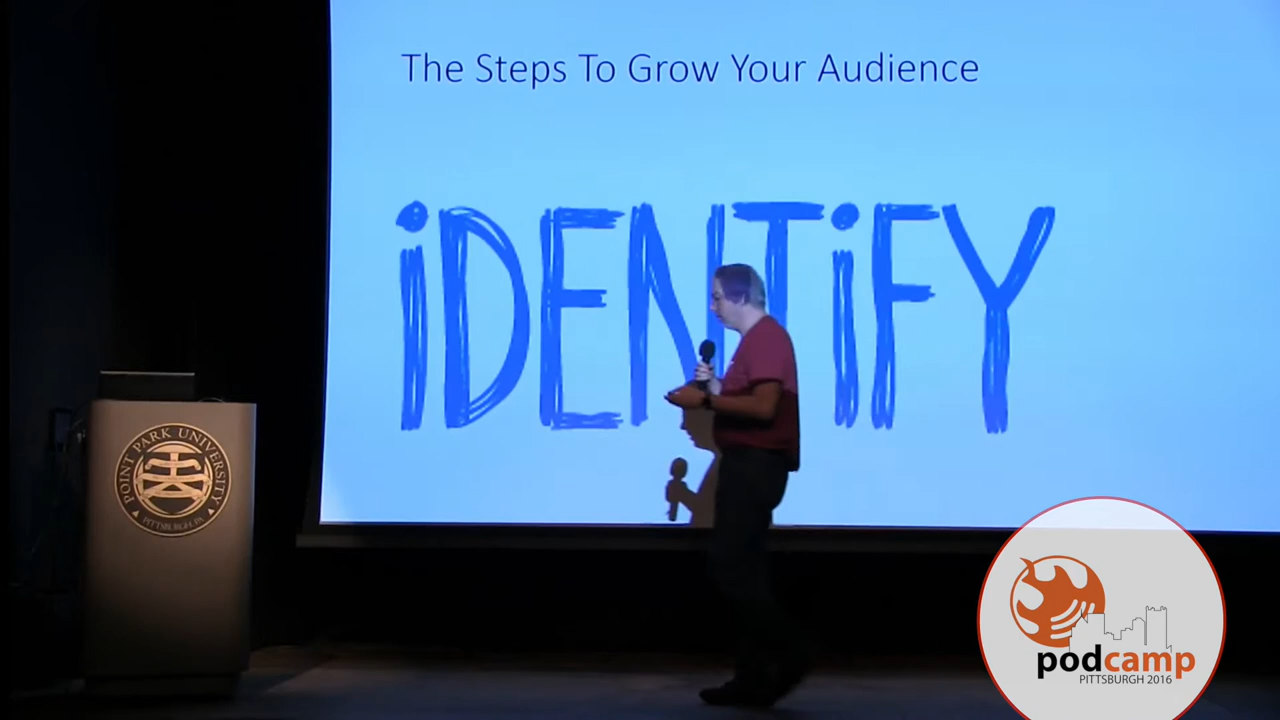 The Steps To Grow Your Audience
iDENTiFY
POINT PARK UNIVERSITY
PITTSBURGH, PA
podcamp
PITTSBURGH 2016